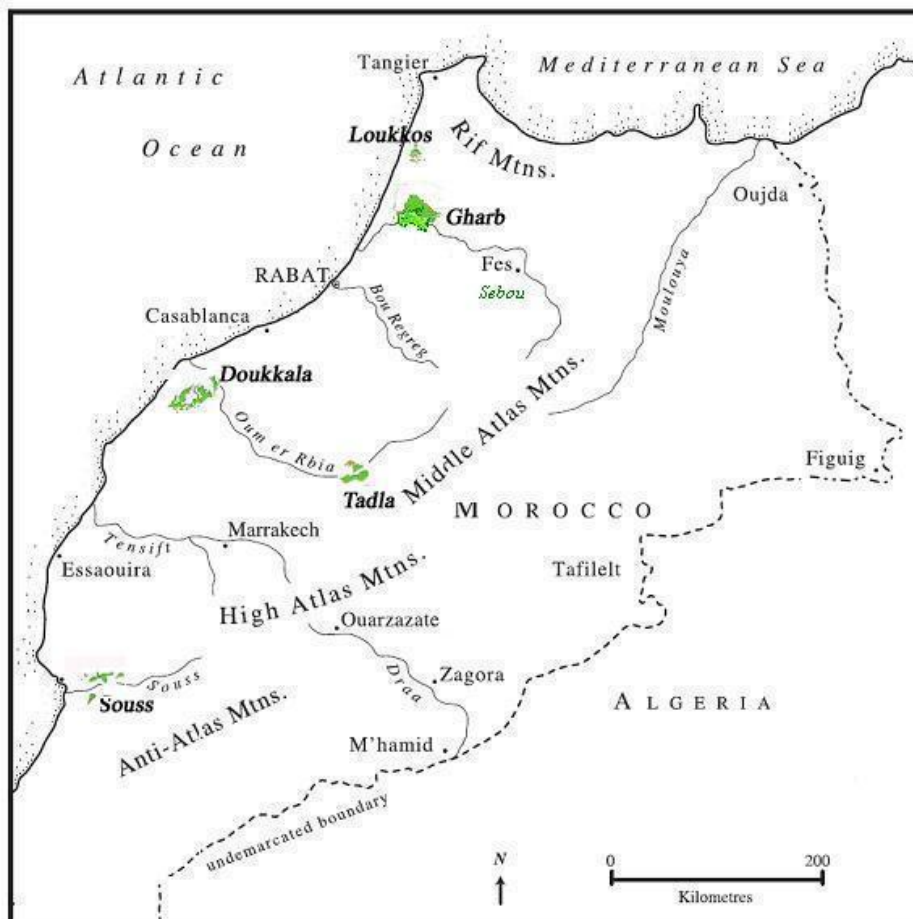 Atlantic
Ocean
Mediterranean Sea
Tangier
Loukkos
Rif Mtns.
Oujda
Gharb
Fes
Sebou
Moulouya
RABAT
Bou Regreg
Casablanca
Doukkala
Oum er Rbia
Middle Atlas Mtns.
Figuig
Tadla
MOROCCO
Marrakech
Tensift
Essaouira
Tafilelt
High Atlas Mtns.
Ouarzazate
Draa
Zagora
Souss
Souss
Anti-Atlas Mtns.
ALGERIA
M'hamid
undemarcated boundary
N
0 200
Kilometres